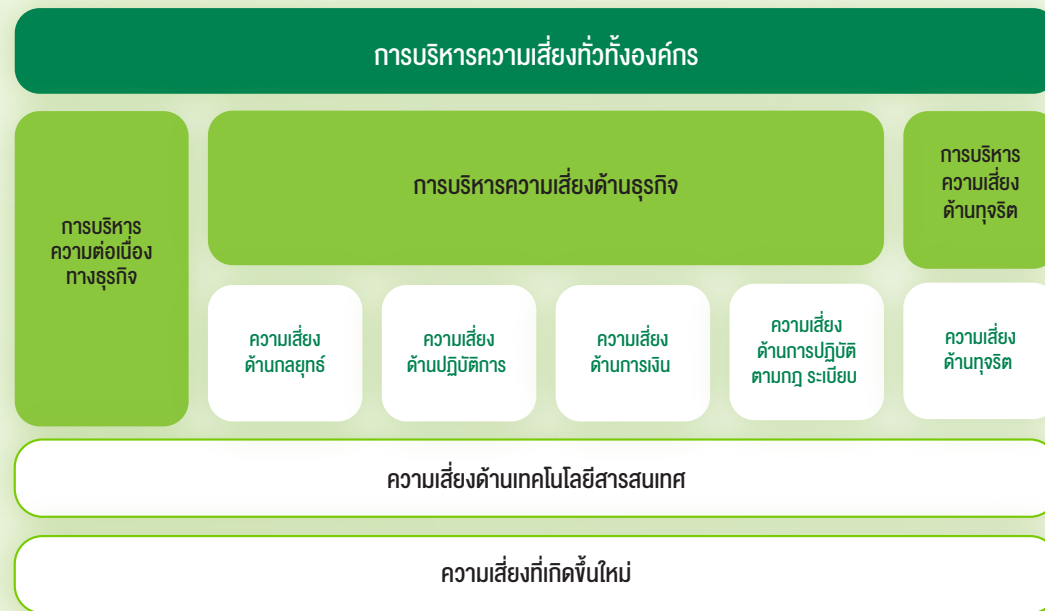 การบริหารความเสี่ยงทั่วทั้งองค์กร
การบริหาร
ความต่อเนื่อง
ทางธุรกิจ
การบริหารความเสี่ยงด้านธุรกิจ
การบริหาร
ความเสี่ยง
ด้านทุจริต
ความเสี่ยง
ด้านกลยุทธ์
ความเสี่ยง
ด้านปฏิบัติการ
ความเสี่ยง
ด้านการเงิน
ความเสี่ยง
ด้านการปฏิบัติ
ตามกฎ ระเบียบ
ความเสี่ยง
ด้านทุจริต
ความเสี่ยงด้านเทคโนโลยีสารสนเทศ
ความเสี่ยงที่เกิดขึ้นใหม่